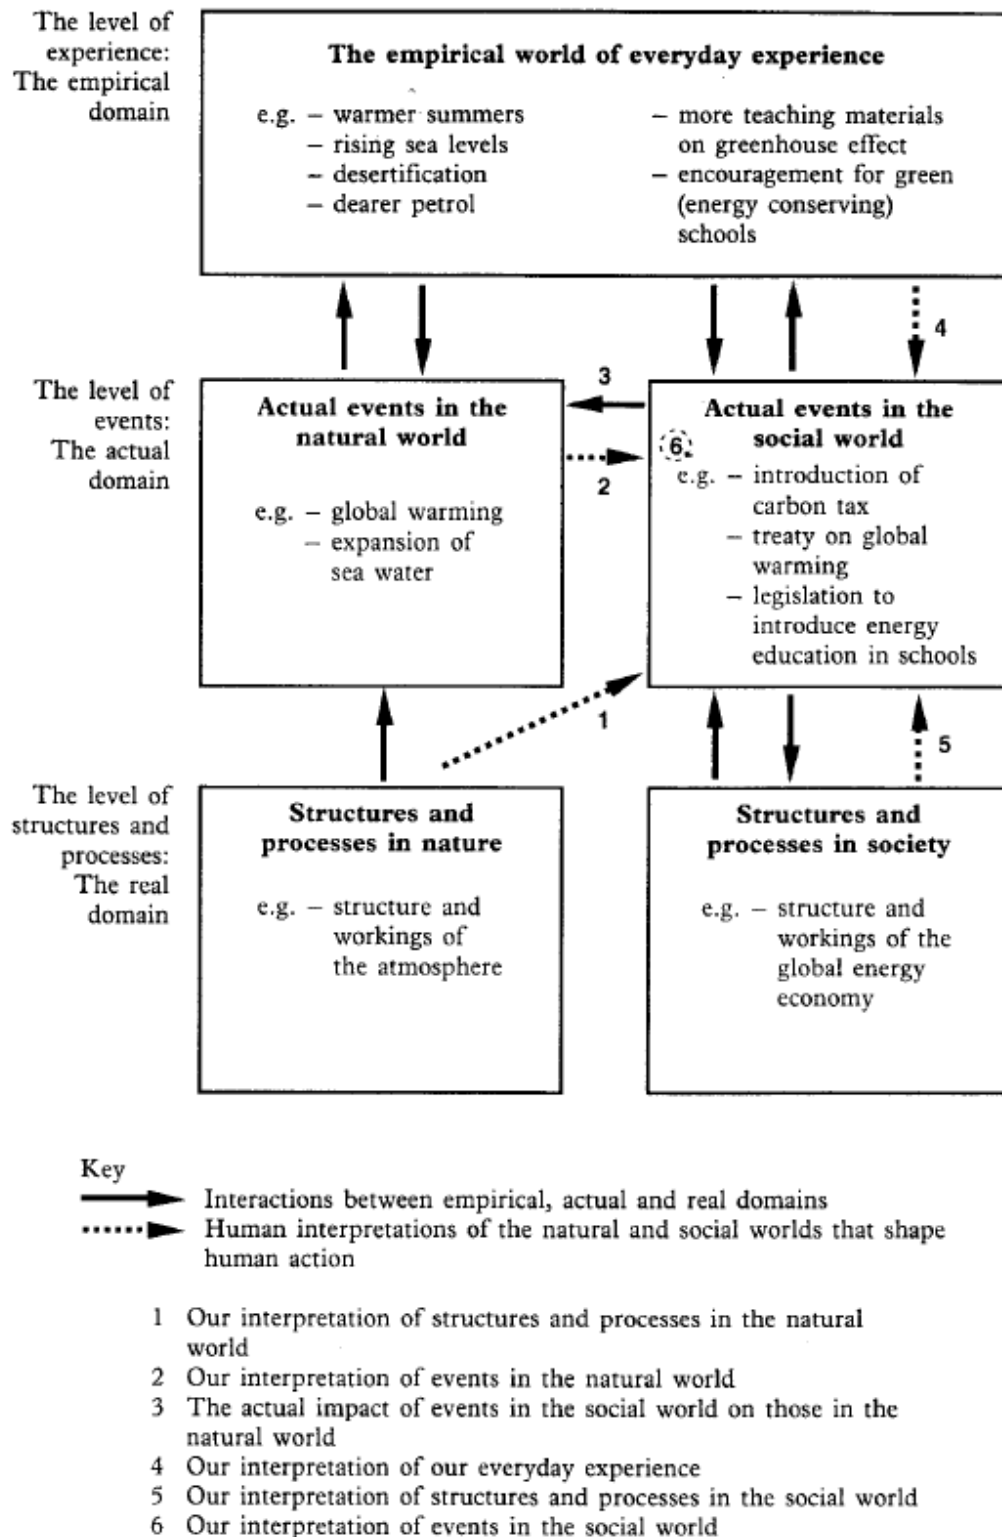 The level of
experience:
The empirical
domain
The empirical world of everyday experience
e.g. – warmer summers
– rising sea levels
– desertification
– dearer petrol
– more teaching materials
on greenhouse effect
– encouragement for green
(energy conserving)
schools
4
3
The level of
events:
The actual
domain
Actual events in the
natural world
e.g. – global warming
– expansion of
sea water
2
Actual events in the
social world
6
e.g. – introduction of
carbon tax
– treaty on global
warming
– legislation to
introduce energy
education in schools
1
5
The level of
structures and
processes:
The real
domain
Structures and
processes in nature
e.g. – structure and
workings of
the atmosphere
Structures and
processes in society
e.g. – structure and
workings of the
global energy
economy
Key
Interactions between empirical, actual and real domains
Human interpretations of the natural and social worlds that shape
human action
1 Our interpretation of structures and processes in the natural
world
2 Our interpretation of events in the natural world
3 The actual impact of events in the social world on those in the
natural world
4 Our interpretation of our everyday experience
5 Our interpretation of structures and processes in the social world
6 Our interpretation of events in the social world